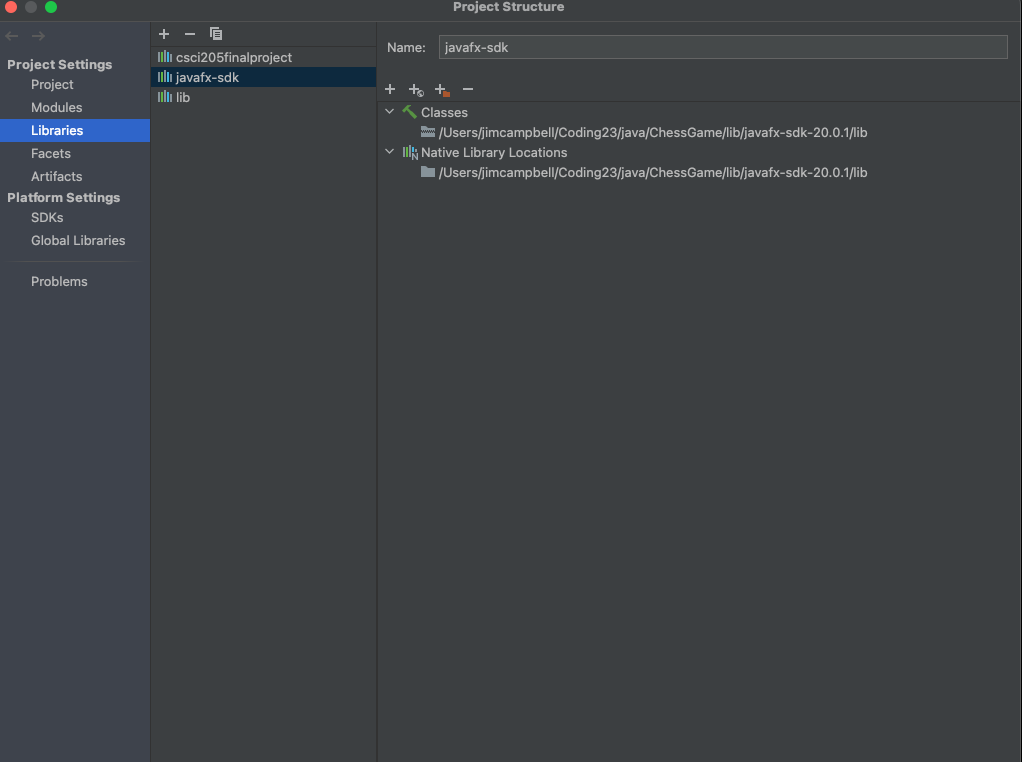 Project Structure
Project Settings
Project
Modules
Libraries
Facets
Artifacts
Platform Settings
SDKs
Global Libraries
Problems
csci205finalproject
javafx-sdk
lib
Name: javafx-sdk
Classes
/Users/jimcampbell/Coding23/java/ChessGame/lib/javafx-sdk-20.0.1/lib
Native Library Locations
/Users/jimcampbell/Coding23/java/ChessGame/lib/javafx-sdk-20.0.1/lib